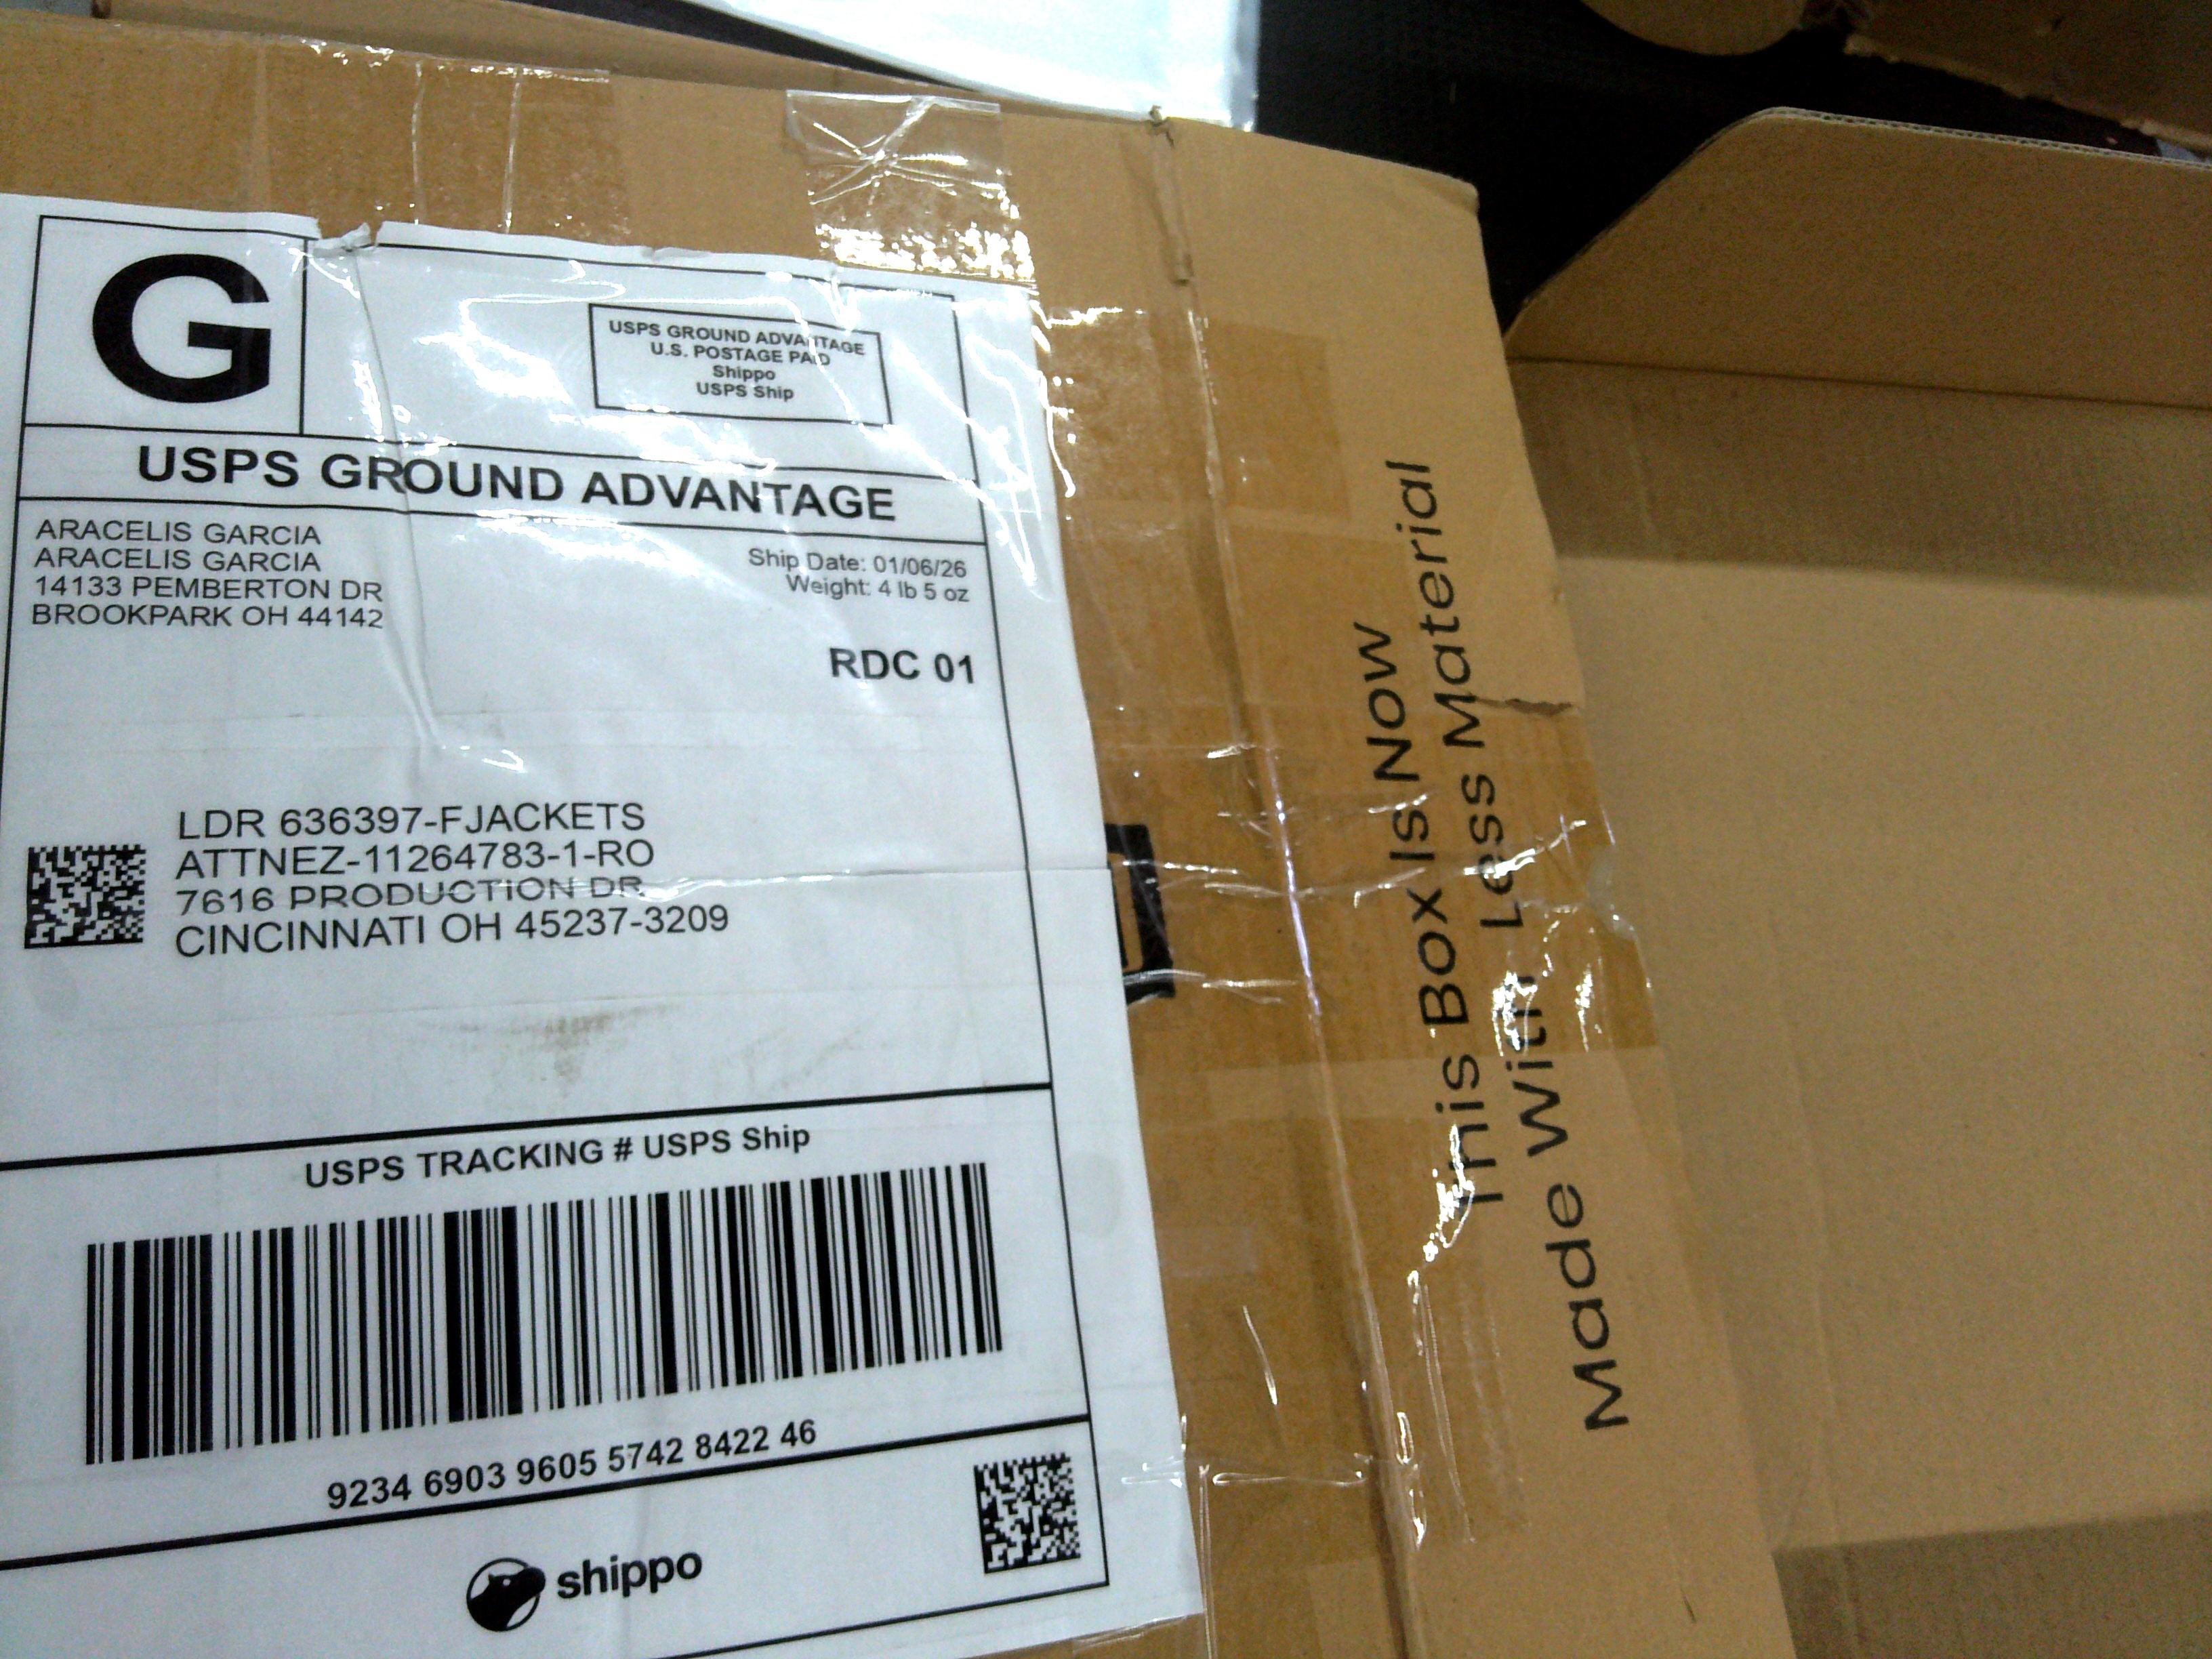 G
USPS GROUND ADVANTAGE
U.S. POSTAGE PAID
Shippo
USPS Ship
USPS GROUND ADVANTAGE
ARACELIS GARCIA
ARACELIS GARCIA
14133 PEMBERTON DR
BROOKPARK OH 44142
Ship Date: 01/06/26
Weight: 4 lb 5 oz
RDC 01
LDR 636397-FJACKETS
ATTNEZ-11264783-1-RO
7616 PRODUCTION DR
CINCINNATI OH 45237-3209
USPS TRACKING # USPS Ship
9234 6903 9605 5742 8422 46
shippo
This Box Is Now
Made With Less Material